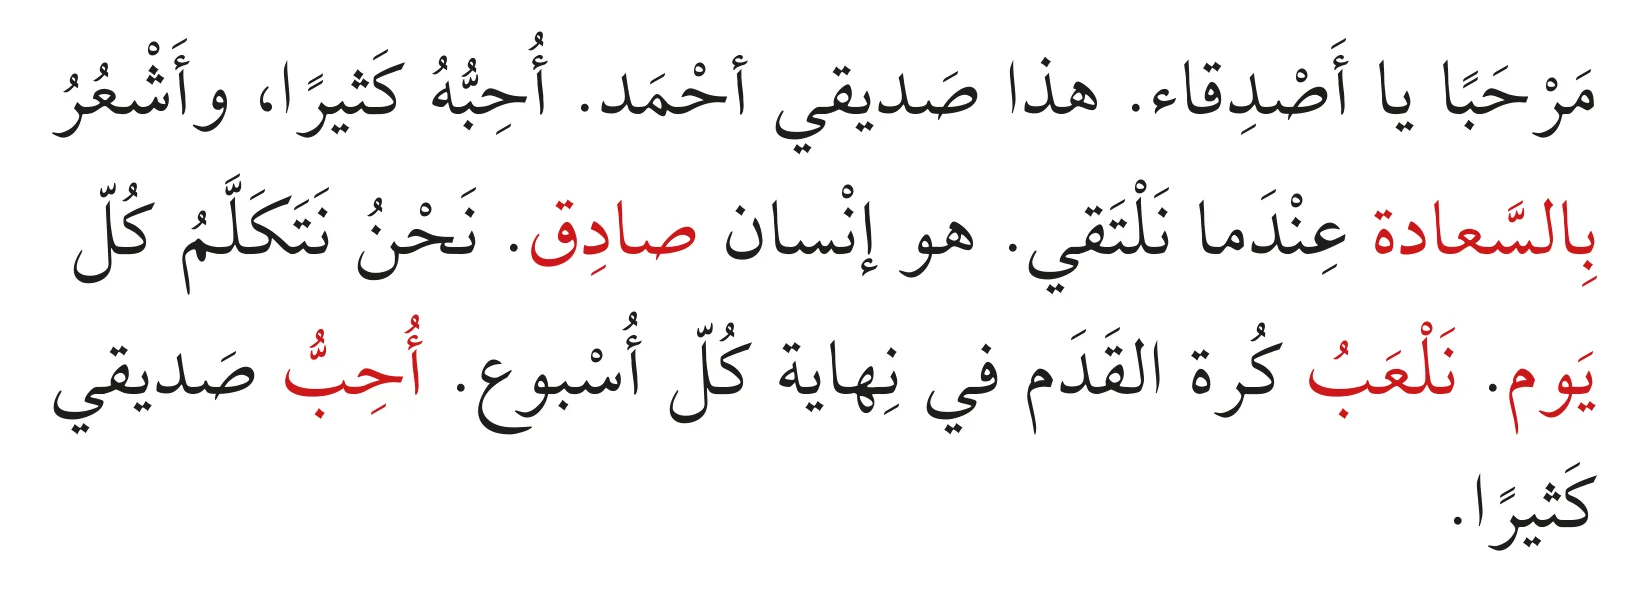 مَرْحَبًا يا أَصْدِقاء. هذا صَديقي أحْمَد. أُحِبُّهُ كَثيرًا، وأَشْعُرُ
بِالسَّعادة عِنْدَما نَلْتَقي. هو إنْسان صادِق. نَحْنُ نَتَكَلَّمُ كُلّ
يَوم. نَلْعَبُ كُرة القَدَم في نِهاية كُلّ أُسْبوع. أُحِبُّ صَديقي
كَثيرًا.